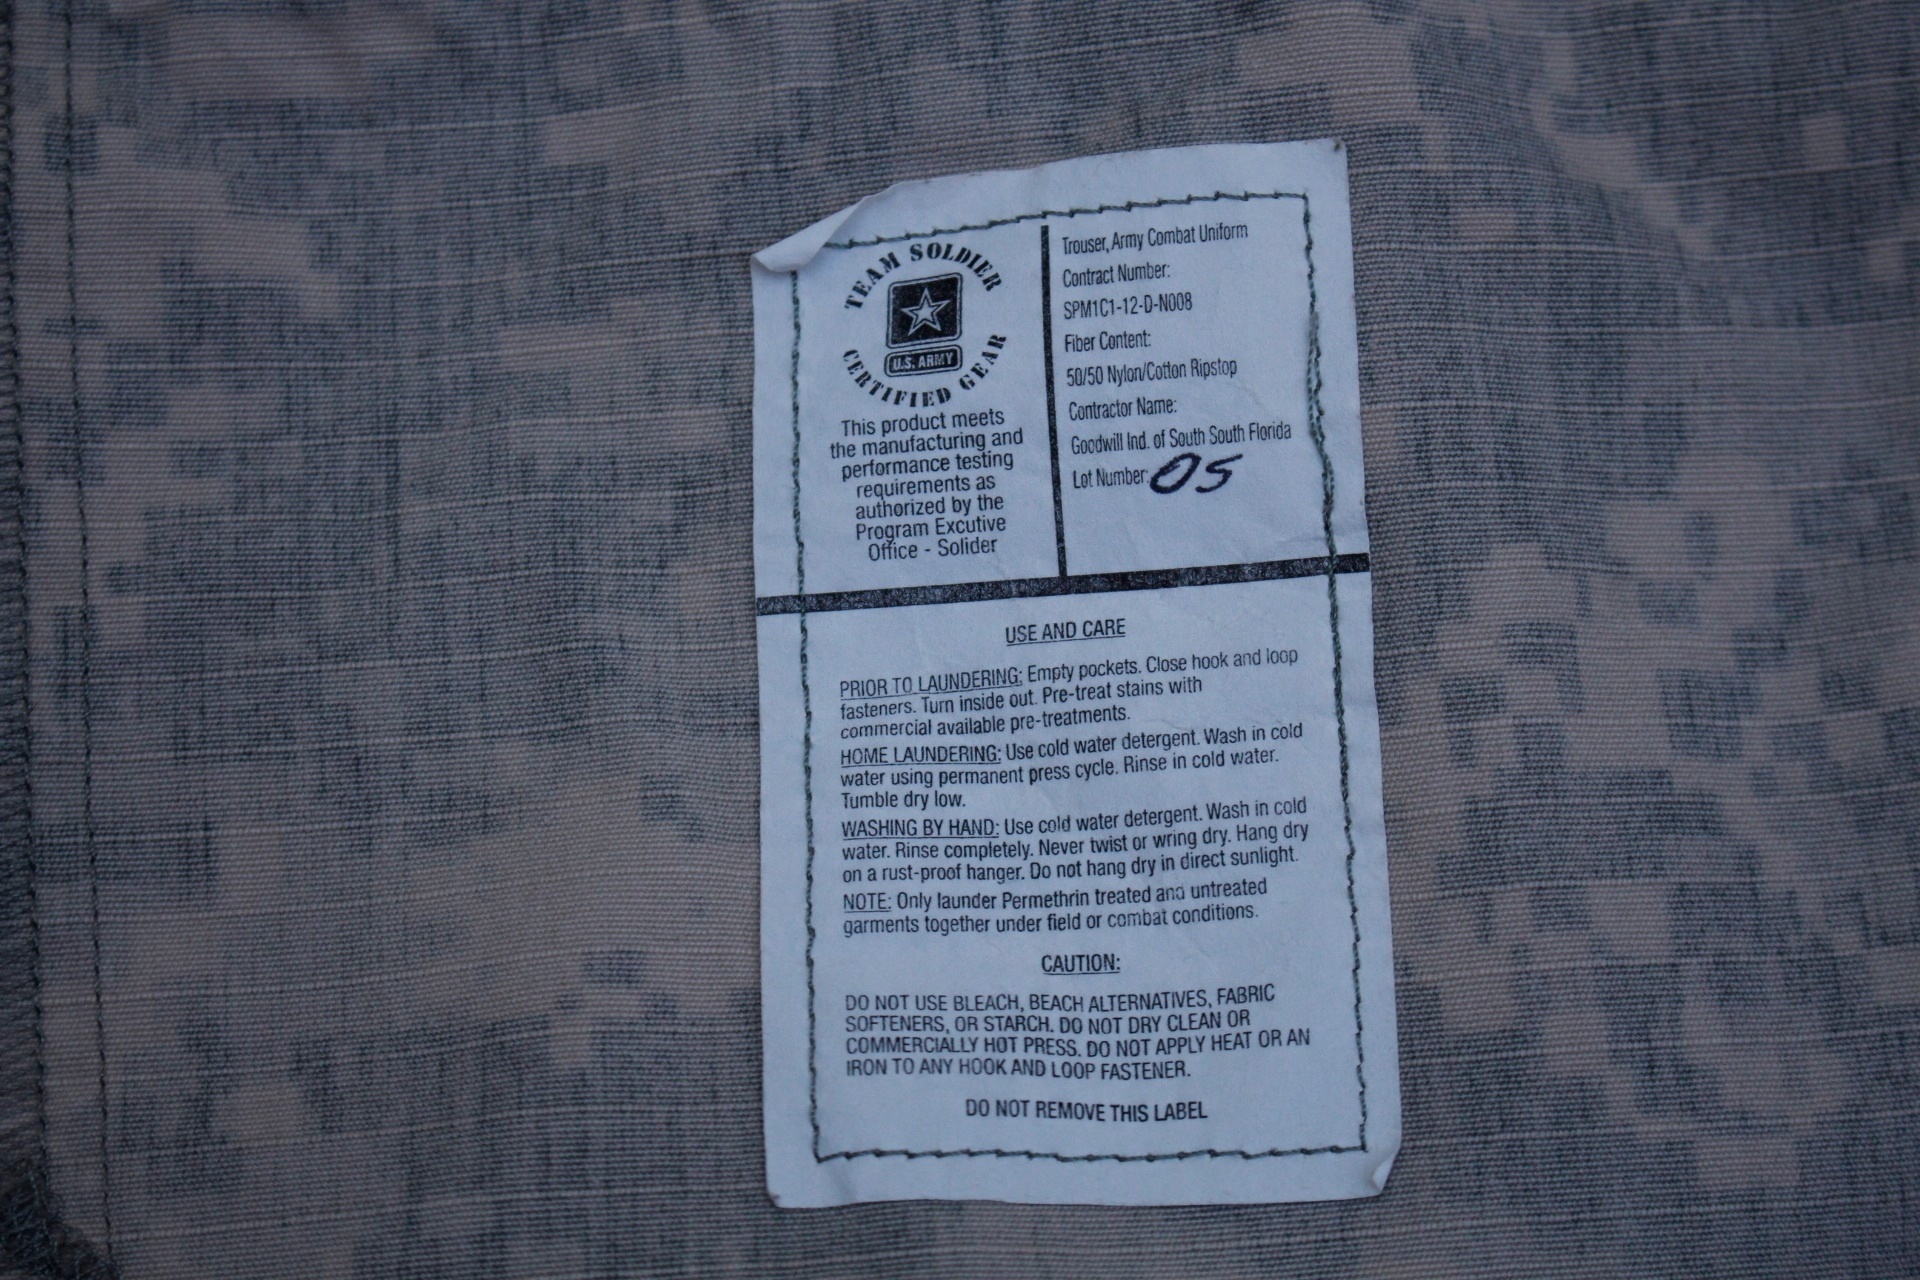 TEAM SOLDIER
U.S. ARMY
CERTIFIED GEAR
This product meets
the manufacturing and
performance testing
requirements as
authorized by the
Program Excutive
Office - Solider
Trouser, Army Combat Uniform
Contract Number:
SPM1C1-12-D-N008
Fiber Content:
50/50 Nylon/Cotton Ripstop
Contractor Name:
Goodwill Ind. of South South Florida
Lot Number: 05
USE AND CARE
PRIOR TO LAUNDERING: Empty pockets. Close hook and loop
fasteners. Turn inside out. Pre-treat stains with
commercial available pre-treatments.
HOME LAUNDERING: Use cold water detergent. Wash in cold
water using permanent press cycle. Rinse in cold water.
Tumble dry low.
WASHING BY HAND: Use cold water detergent. Wash in cold
water. Rinse completely. Never twist or wring dry. Hang dry
on a rust-proof hanger. Do not hang dry in direct sunlight.
NOTE: Only launder Permethrin treated and untreated
garments together under field or combat conditions.
CAUTION:
DO NOT USE BLEACH, BEACH ALTERNATIVES, FABRIC
SOFTENERS, OR STARCH. DO NOT DRY CLEAN OR
COMMERCIALLY HOT PRESS. DO NOT APPLY HEAT OR AN
IRON TO ANY HOOK AND LOOP FASTENER.
DO NOT REMOVE THIS LABEL